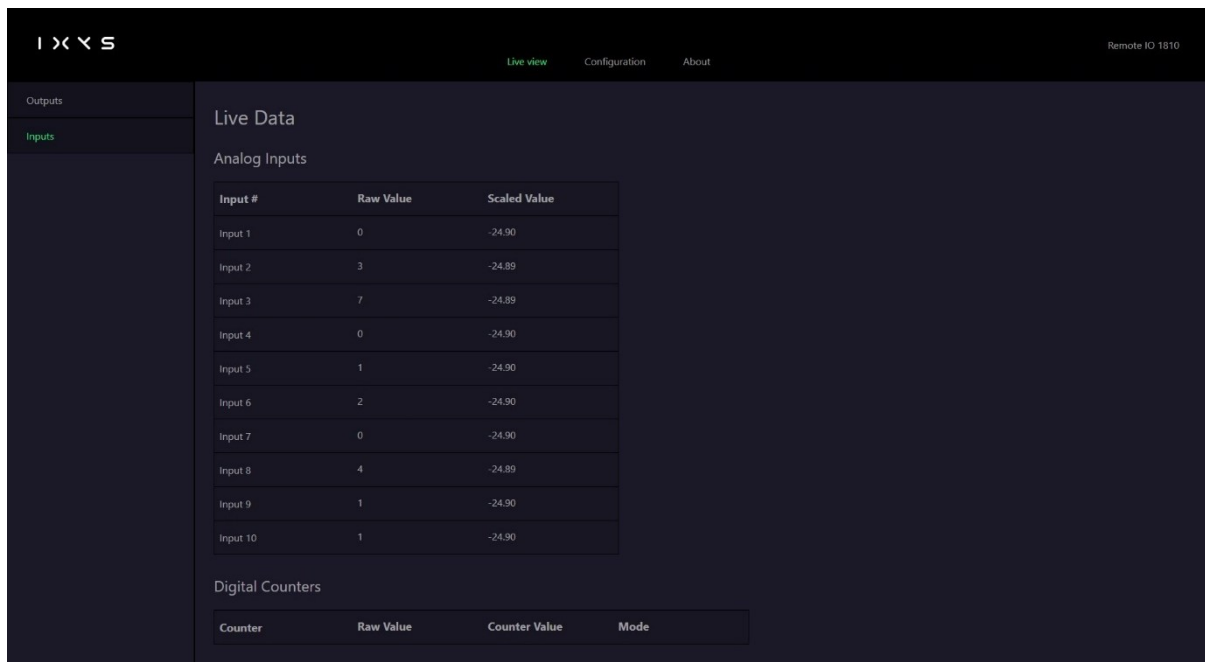 IXYS
Remote IO 1810
Live view Configuration About
Outputs
Inputs
Live Data
Analog Inputs
Input # Raw Value Scaled Value
Input 1 0 -24.90
Input 2 3 -24.89
Input 3 7 -24.89
Input 4 0 -24.90
Input 5 1 -24.90
Input 6 2 -24.90
Input 7 0 -24.90
Input 8 4 -24.89
Input 9 1 -24.90
Input 10 1 -24.90
Digital Counters
Counter Raw Value Counter Value Mode